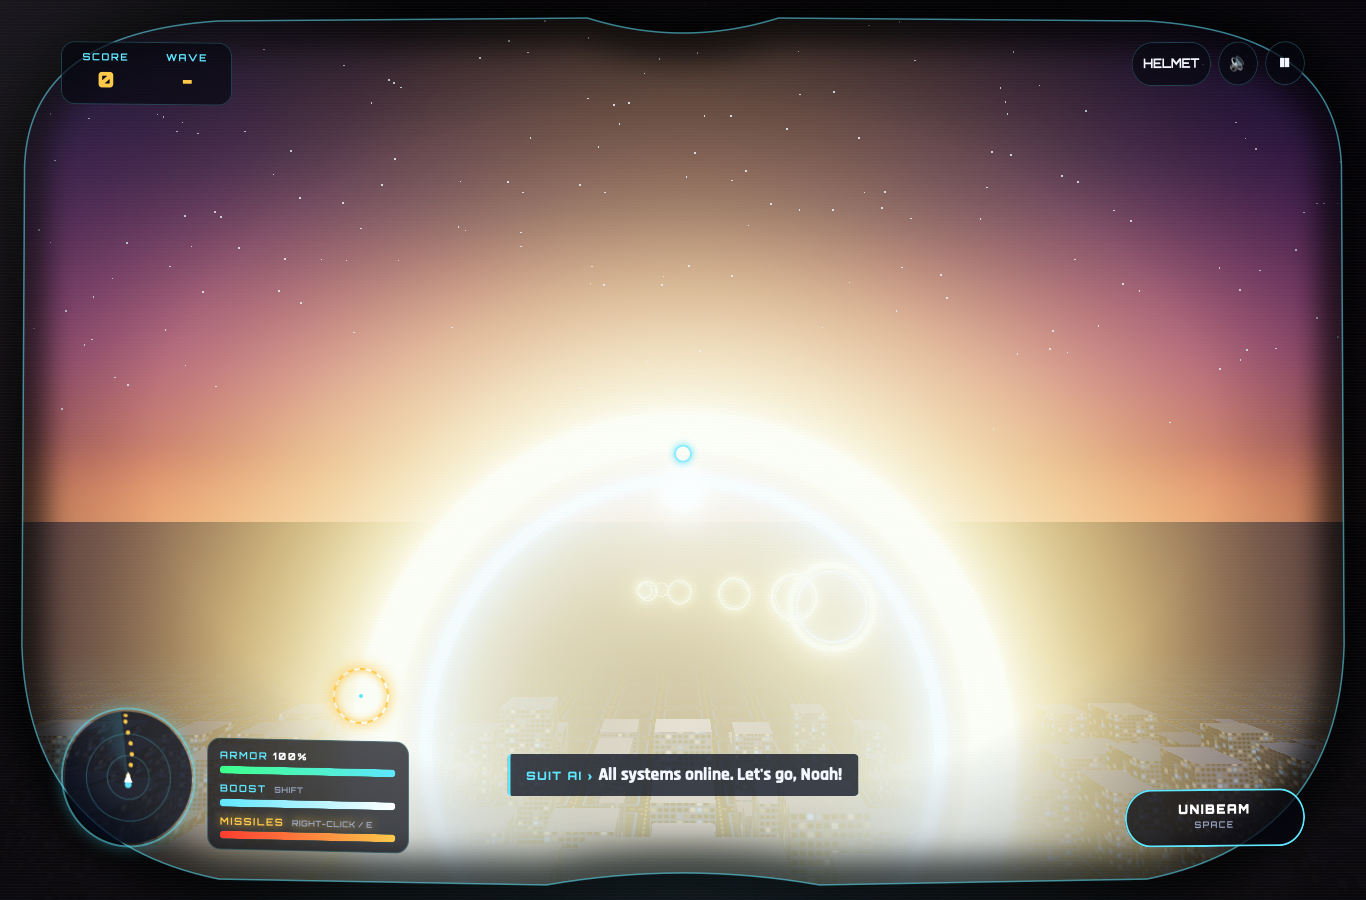 SCORE WAVE
0 -
HELMET
ARMOR 100%
BOOST SHIFT
MISSILES RIGHT-CLICK / E
SUIT AI › All systems online. Let's go, Noah!
UNIBEAM
SPACE